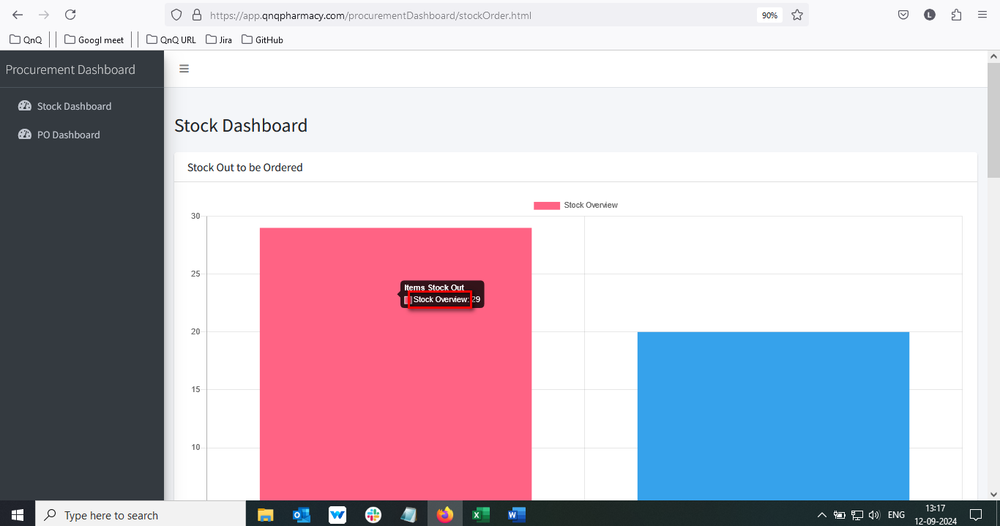 https://app.qnqpharmacy.com/procurementDashboard/stockOrder.html
90%
L
QnQ
Googl meet
QnQ URL
Jira
GitHub
Procurement Dashboard
Stock Dashboard
PO Dashboard
Stock Dashboard
Stock Out to be Ordered
Stock Overview
30
25
20
15
10
Items Stock Out
Stock Overview: 29
Type here to search
W
X
W
ENG
13:17
12-09-2024